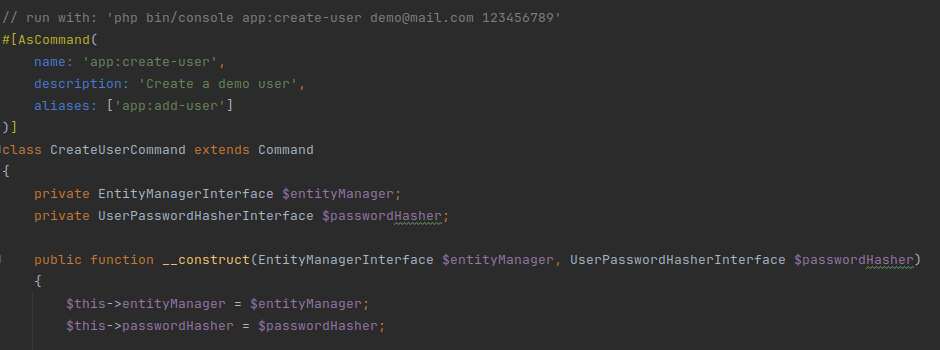 // run with: 'php bin/console app:create-user demo@mail.com 123456789'
#[AsCommand(
    name: 'app:create-user',
    description: 'Create a demo user',
    aliases: ['app:add-user']
)]
class CreateUserCommand extends Command
{
    private EntityManagerInterface $entityManager;
    private UserPasswordHasherInterface $passwordHasher;

    public function __construct(EntityManagerInterface $entityManager, UserPasswordHasherInterface $passwordHasher)
    {
        $this->entityManager = $entityManager;
        $this->passwordHasher = $passwordHasher;